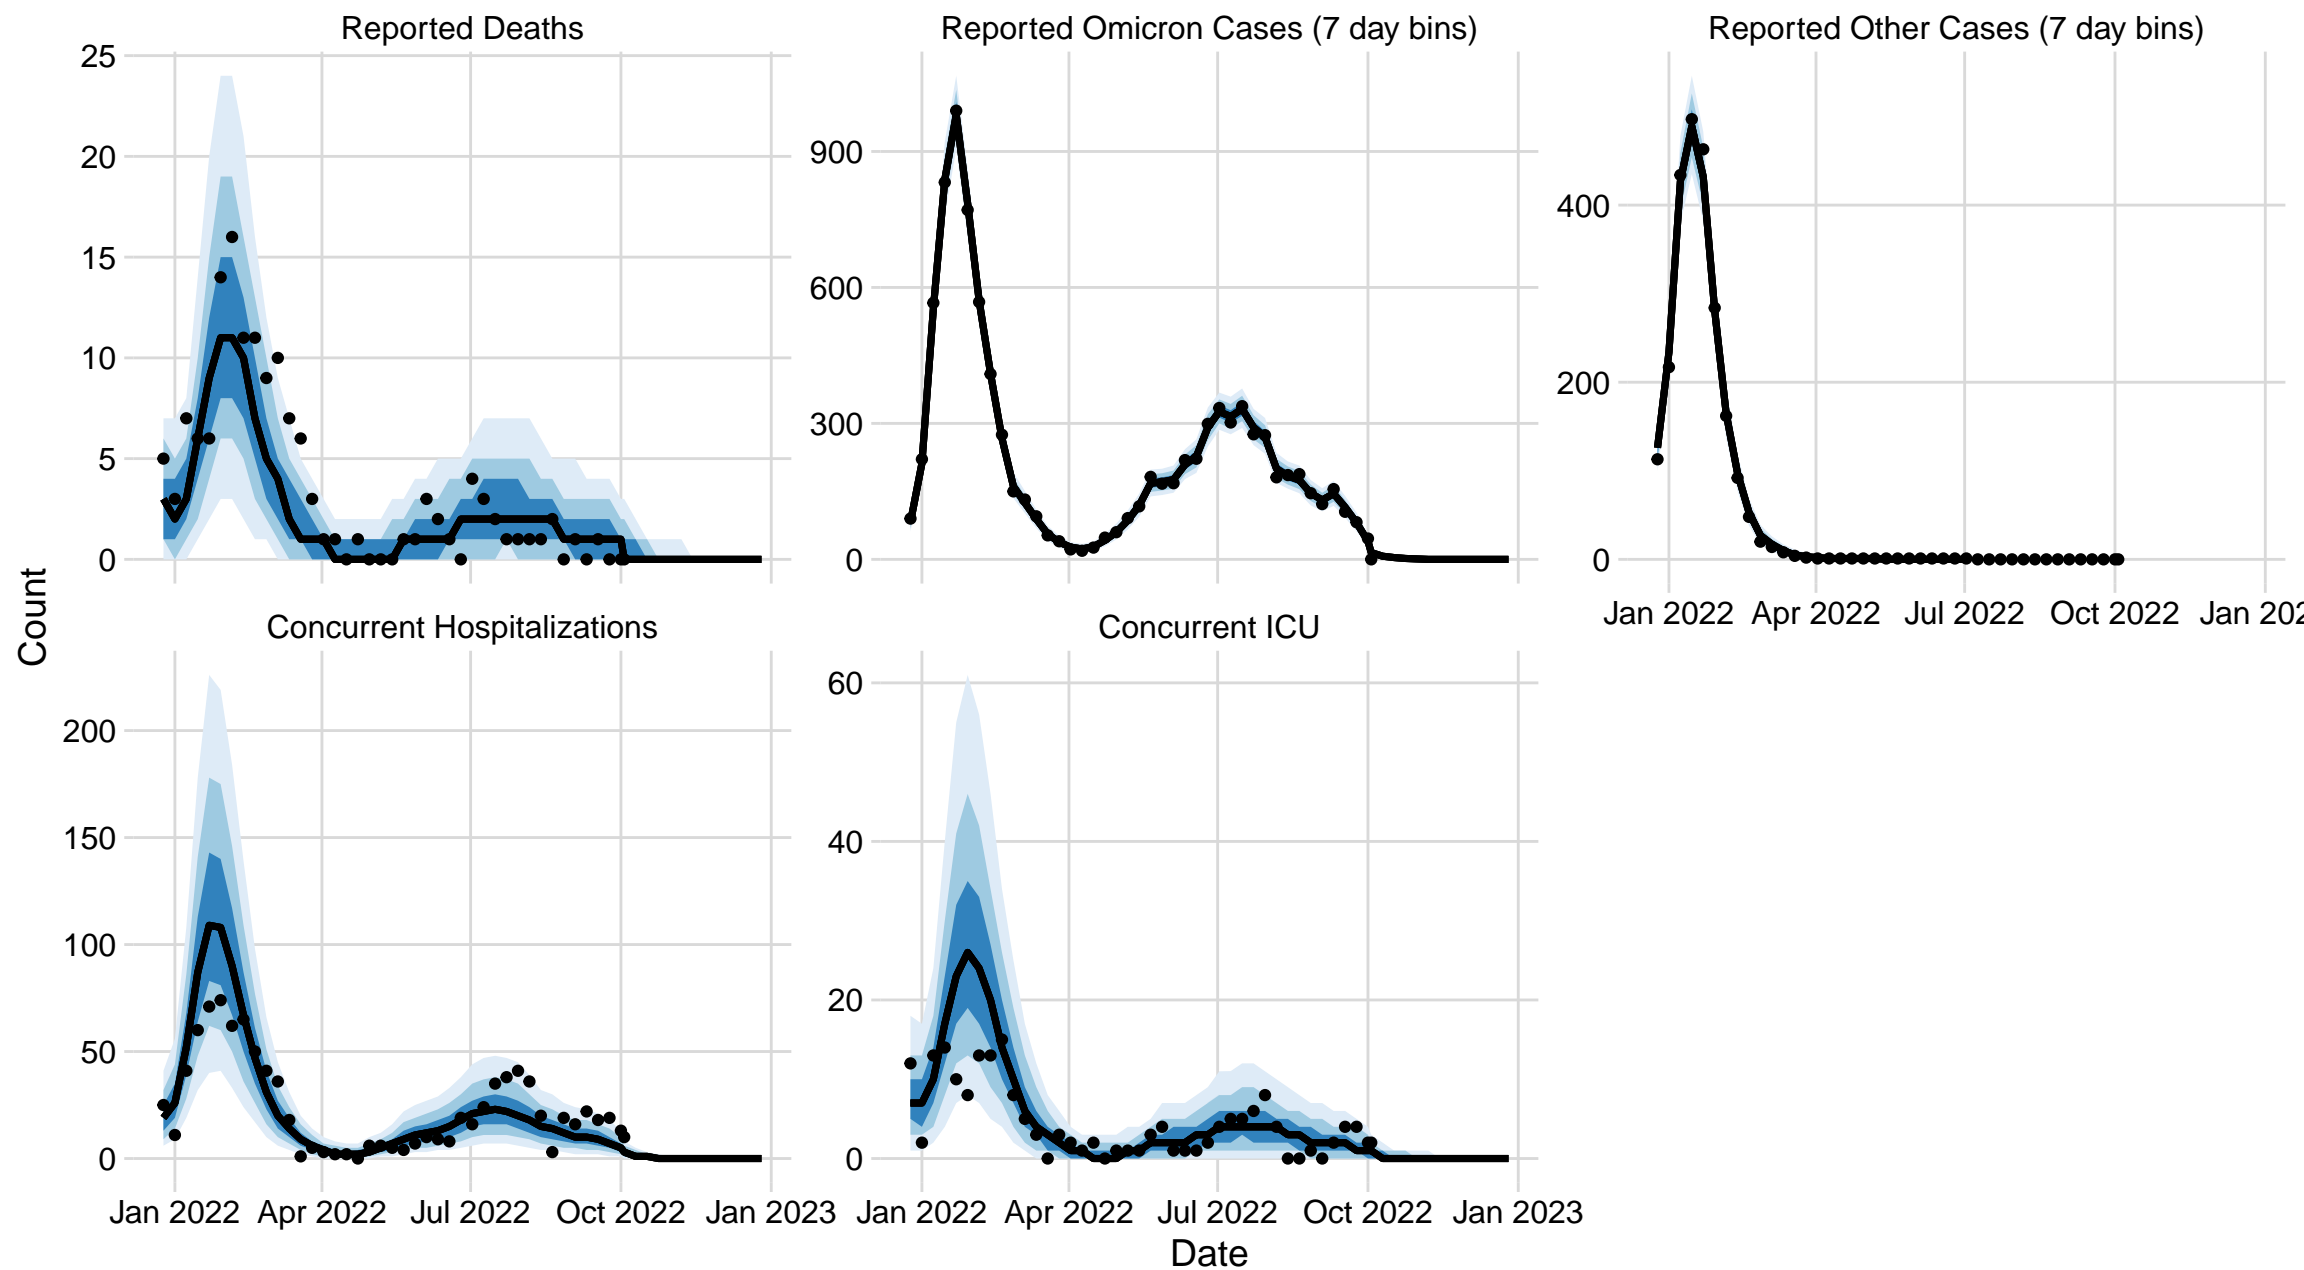 Reported Deaths
25
20
15
10
5
0
Reported Omicron Cases (7 day bins)
900
600
300
0
Reported Other Cases (7 day bins)
400
200
0
Jan 2022 Apr 2022 Jul 2022 Oct 2022 Jan 202
Count
Concurrent Hospitalizations
200
150
100
50
0
Jan 2022 Apr 2022 Jul 2022 Oct 2022 Jan 2023
Concurrent ICU
60
40
20
0
Jan 2022 Apr 2022 Jul 2022 Oct 2022 Jan 2023
Date